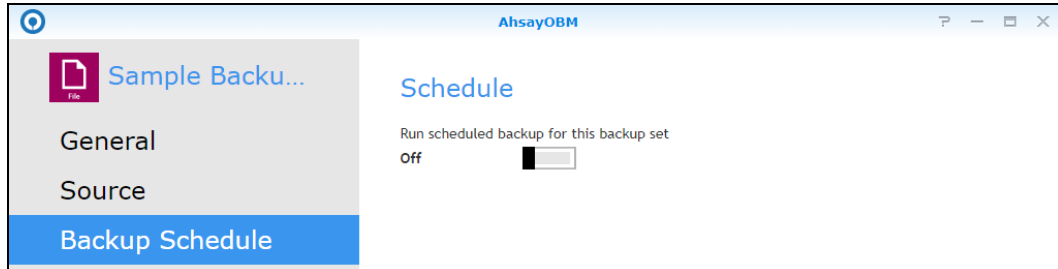 AhsayOBM
?
Sample Backu...
File
General
Source
Backup Schedule
Schedule
Run scheduled backup for this backup set
Off